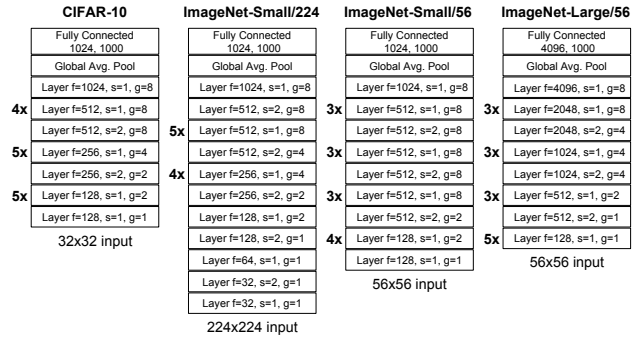 CIFAR-10
Fully Connected
1024, 1000
Global Avg. Pool
Layer f=1024, s=1, g=8
4x Layer f=512, s=1, g=8
Layer f=512, s=2, g=8
5x Layer f=256, s=1, g=4
Layer f=256, s=2, g=2
5x Layer f=128, s=1, g=2
Layer f=128, s=1, g=1
32x32 input
ImageNet-Small/224
Fully Connected
1024, 1000
Global Avg. Pool
Layer f=1024, s=1, g=8
Layer f=512, s=2, g=8
5x Layer f=512, s=1, g=8
Layer f=512, s=2, g=4
4x Layer f=256, s=1, g=4
Layer f=256, s=2, g=2
Layer f=128, s=1, g=2
Layer f=128, s=2, g=1
Layer f=64, s=1, g=1
Layer f=32, s=2, g=1
Layer f=32, s=1, g=1
224x224 input
ImageNet-Small/56
Fully Connected
1024, 1000
Global Avg. Pool
Layer f=1024, s=1, g=8
3x Layer f=512, s=1, g=8
Layer f=512, s=2, g=8
3x Layer f=512, s=1, g=8
Layer f=512, s=2, g=8
3x Layer f=512, s=1, g=8
Layer f=512, s=2, g=2
4x Layer f=128, s=1, g=2
Layer f=128, s=1, g=1
56x56 input
ImageNet-Large/56
Fully Connected
4096, 1000
Global Avg. Pool
Layer f=4096, s=1, g=8
3x Layer f=2048, s=1, g=8
Layer f=2048, s=2, g=4
3x Layer f=1024, s=1, g=4
Layer f=1024, s=2, g=4
3x Layer f=512, s=1, g=2
Layer f=512, s=2, g=1
5x Layer f=128, s=1, g=1
56x56 input